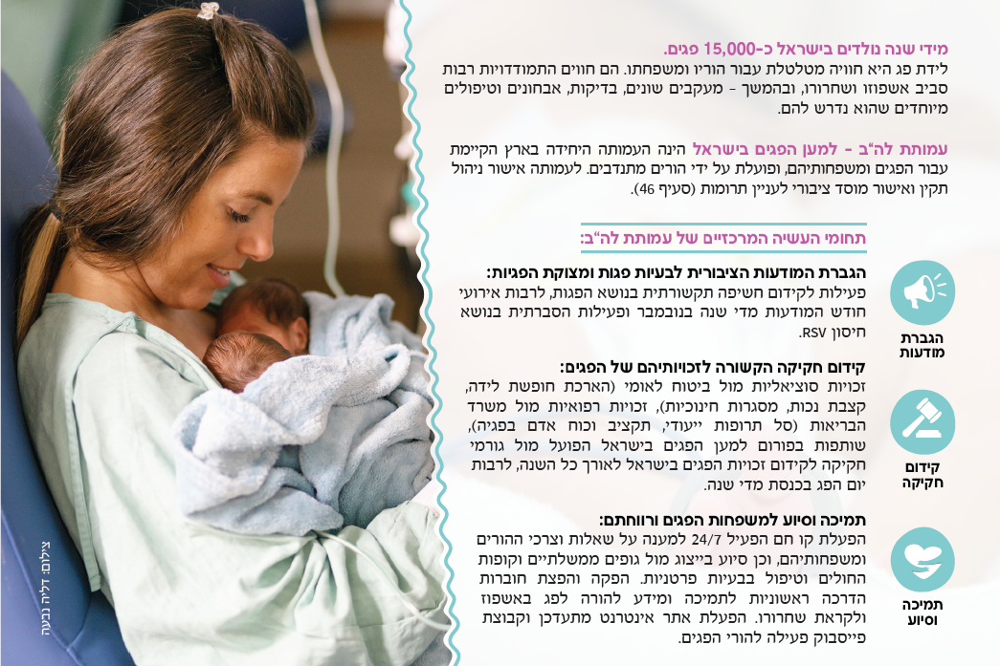 מידי שנה נולדים בישראל כ-15,000 פגים.
לידת פג היא חוויה מטלטלת עבור הוריו ומשפחתו. הם חווים התמודדויות רבות
סביב אשפוזו ושחרורו, ובהמשך - מעקבים שונים, בדיקות, אבחונים וטיפולים
מיוחדים שהוא נדרש להם.
עמותת לה"ב - למען הפגים בישראל הינה העמותה היחידה בארץ הקיימת
עבור הפגים ומשפחותיהם, ופועלת על ידי הורים מתנדבים. לעמותה אישור ניהול
תקין ואישור מוסד ציבורי לעניין תרומות (סעיף 46).
תחומי העשיה המרכזיים של עמותת לה"ב:
הגברת המודעות הציבורית לבעיות פגות ומצוקת הפגיות:
פעילות לקידום חשיפה תקשורתית בנושא הפגות, לרבות אירועי
חודש המודעות מדי שנה בנובמבר ופעילות הסברתית בנושא
חיסון RSV.
הגברת
מודעות
קידום חקיקה הקשורה לזכויותיהם של הפגים:
זכויות סוציאליות מול ביטוח לאומי (הארכת חופשת לידה,
קצבת נכות, מסגרות חינוכיות), זכויות רפואיות מול משרד
הבריאות (סל תרופות ייעודי, תקציב וכוח אדם בפגיה),
שותפות בפורום למען הפגים בישראל הפועל מול גורמי
חקיקה לקידום זכויות הפגים בישראל לאורך כל השנה, לרבות
יום הפג בכנסת מדי שנה.
קידום
חקיקה
תמיכה וסיוע למשפחות הפגים ורווחתם:
הפעלת קו חם הפעיל 24/7 למענה על שאלות וצרכי ההורים
ומשפחותיהם, וכן סיוע בייצוג מול גופים ממשלתיים וקופות
החולים וטיפול בבעיות פרטניות. הפקה והפצת חוברות
הדרכה ראשוניות לתמיכה ומידע להורה לפג באשפוז
ולקראת שחרורו. הפעלת אתר אינטרנט מתעדכן וקבוצת
פייסבוק פעילה להורי הפגים.
תמיכה
וסיוע
צילום: דליה נבעה